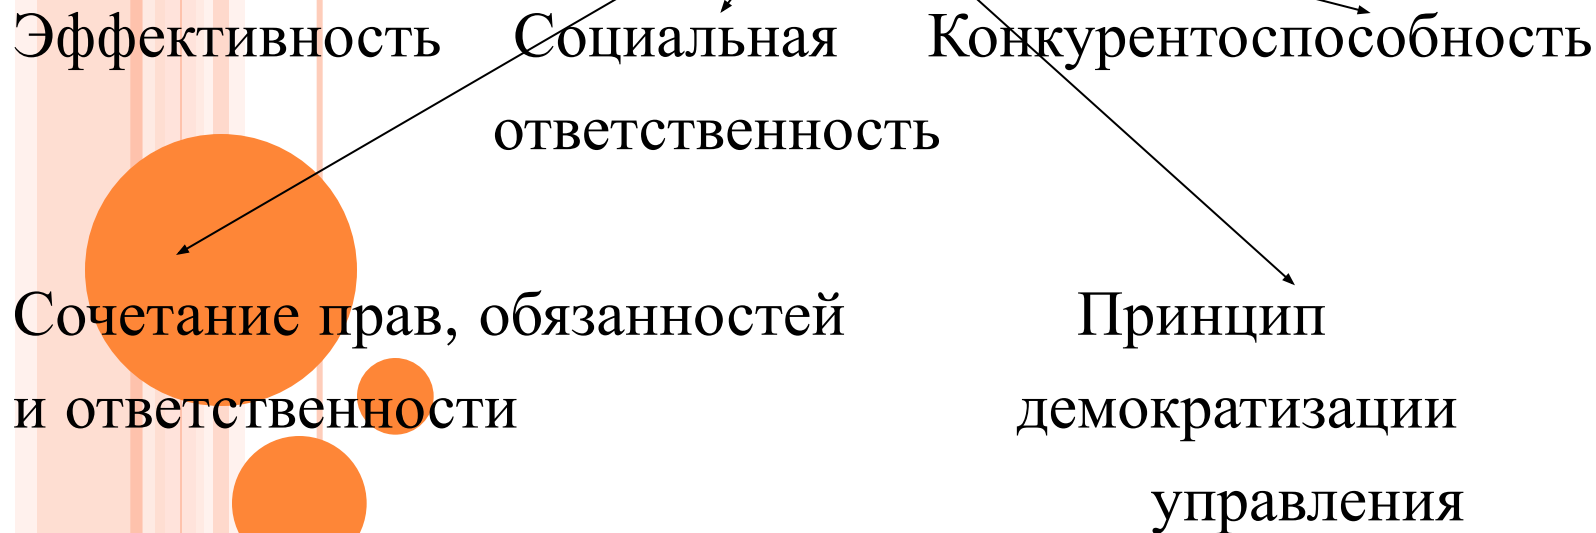 Эффективность Социальная Конкурентоспособность
ответственность
Сочетание прав, обязанностей Принцип
и ответственности демократизации
управления